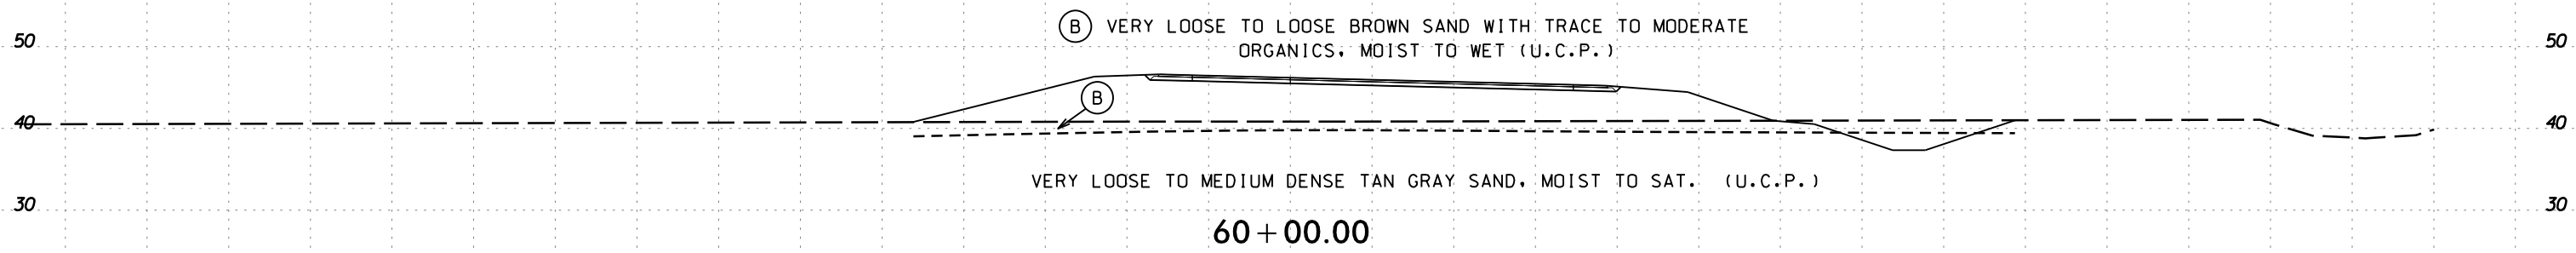 B VERY LOOSE TO LOOSE BROWN SAND WITH TRACE TO MODERATE
ORGANICS, MOIST TO WET (U.C.P.)
50 50
B
40 40
VERY LOOSE TO MEDIUM DENSE TAN GRAY SAND, MOIST TO SAT. (U.C.P.)
30 30
60+00.00